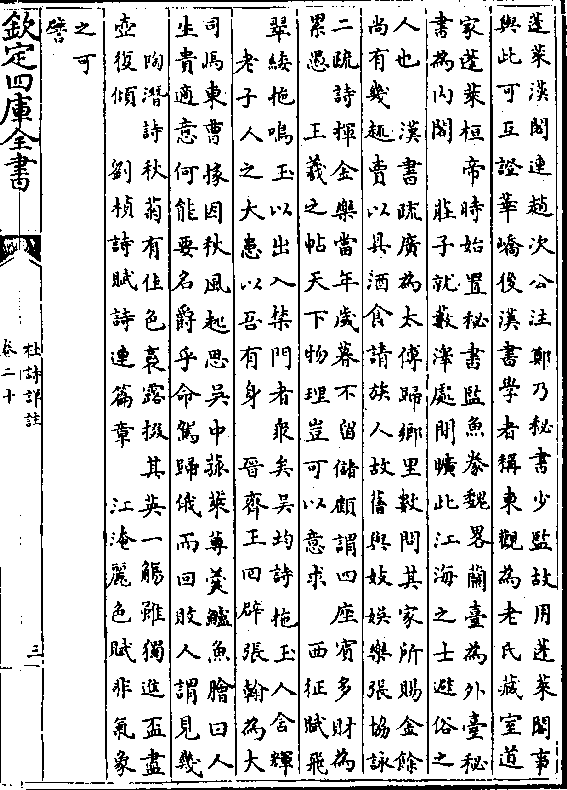 蓬萊漢閣連趙次公注鄭乃秘書少監故用蓬萊閣事
與此可互證華嶠後漢書學者稱東觀為老氏藏室道
家蓬萊桓帝時始置秘書監魚豢魏畧蘭臺為外臺秘
書為內閣　莊子就藪澤處閒曠此江海之士避俗之
人也　漢書疏廣為太傅歸鄉里數問其家所賜金餘
尚有幾趣賣以具酒食請族人故舊與娛樂張協詠
二疏詩揮金樂當年歲暮不留儲顧謂四座賓多財為
累愚　王羲之帖天下物理豈可以意求　西征賦飛
翠緌拖鳴玉以出入禁門者衆矣吳均詩拖玉入舍輝
老子人之大患以吾有身　晉齊王冏辟張翰為大
司馬東曹掾因秋風起思吳中菰菜蓴羮鱸魚膾曰人
生貴適意何能要名爵乎命駕歸俄而冏敗人謂見幾
陶潛詩秋菊有佳色裛露掇其英一觴雖獨進盃盡
壺復傾　劉楨詩賦詩連篇章　江淹麗色賦非氣象
之可
譬
欽定四庫全書
杜詩詳註
卷二十
三